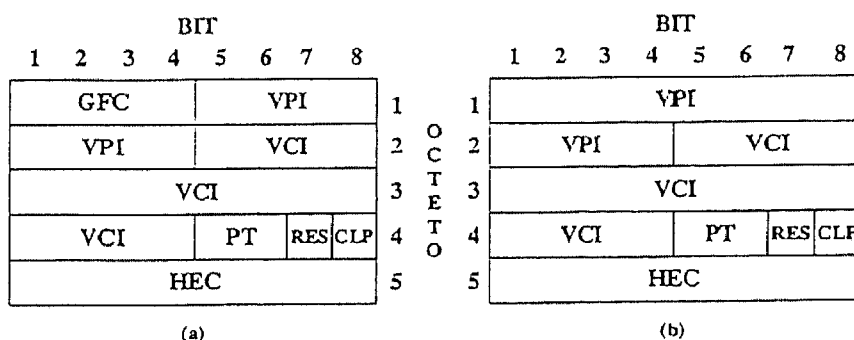 BIT
1 2 3 4 5 6 7 8
GFC VPI 1
VPI VCI 2
VCI 3
VCI PT RES CLP 4
HEC 5
(a)
OCTETO
BIT
1 2 3 4 5 6 7 8
1 VPI
2 VPI VCI
3 VCI
4 VCI PT RES CLP
5 HEC
(b)